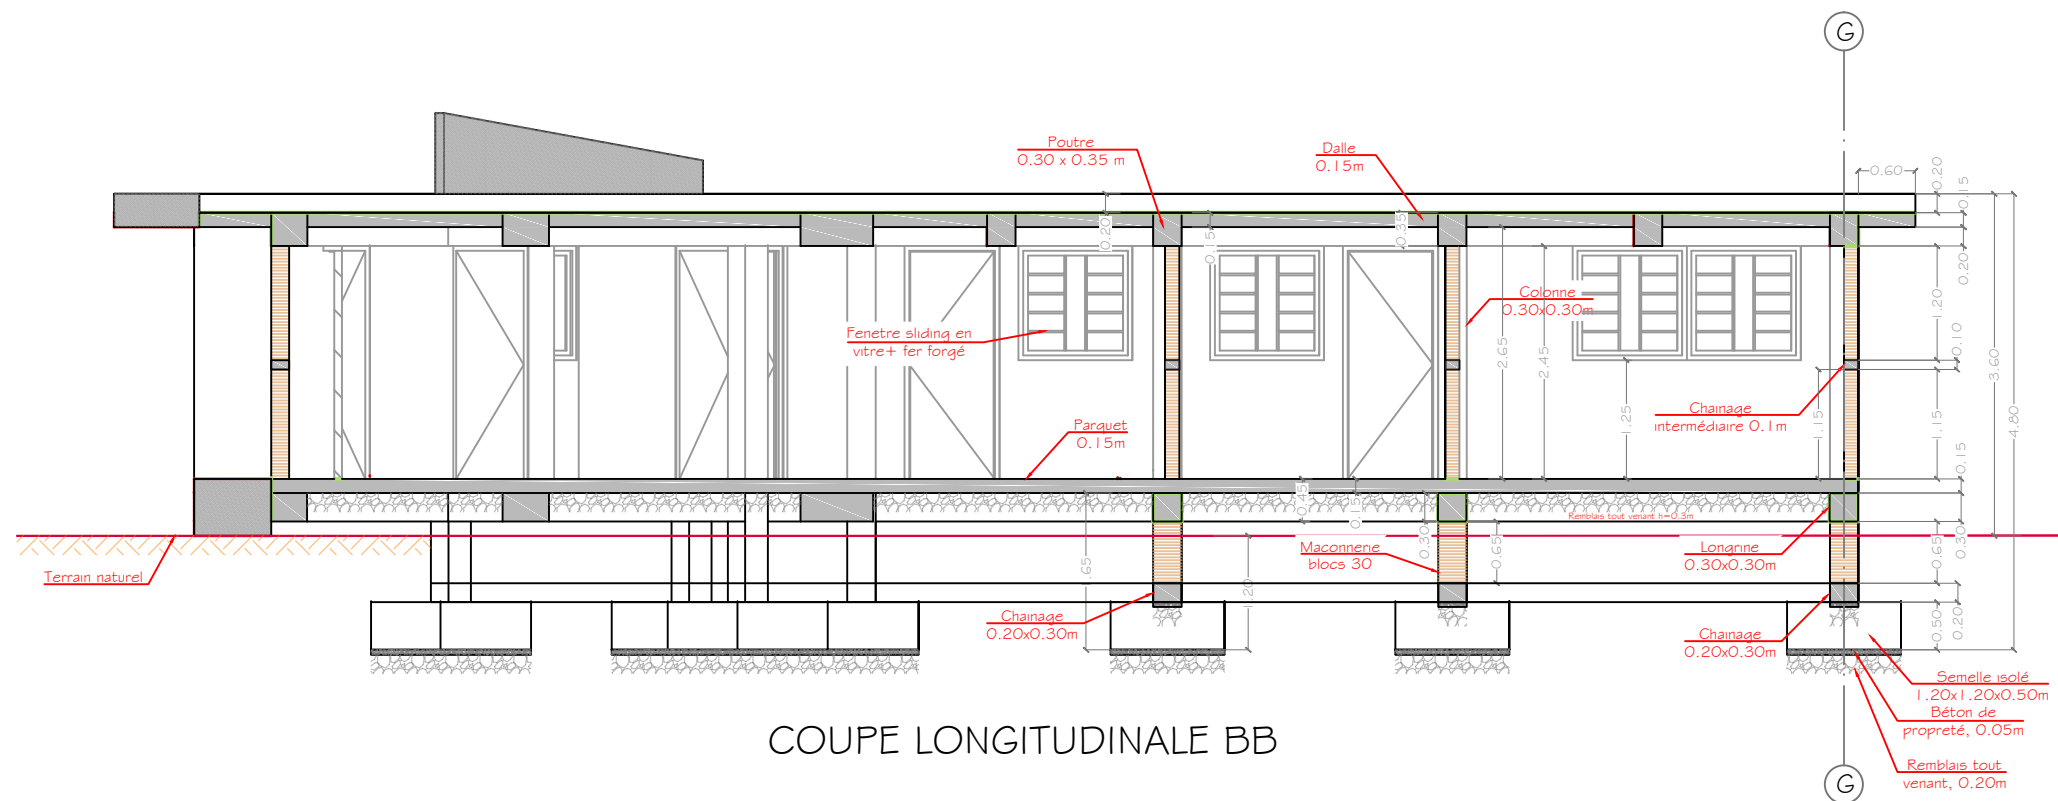 G
Poutre
0.30 x 0.35 m
Dalle
0.15m
0.60
0.20
0.15
0.20
0.15
0.35
0.20
Colonne
0.30x0.30m
Fenetre sliding en
vitre+ fer forgé
2.65
2.45
1.20
0.10
3.60
1.25
Chainage
intermédiaire 0.1m
1.15
1.15
4.80
Parquet
0.15m
0.15
0.45
0.15
Remblais tout venant h=0.3m
0.30
0.65
0.65
0.30
Terrain naturel
Maconnerie
blocs 30
Longrine
0.30x0.30m
1.65
1.20
Chainage
0.20x0.30m
Chainage
0.20x0.30m
0.50
0.20
Semelle isolé
1.20x1.20x0.50m
Béton de
propreté, 0.05m
COUPE LONGITUDINALE BB
Remblais tout
venant, 0.20m
G